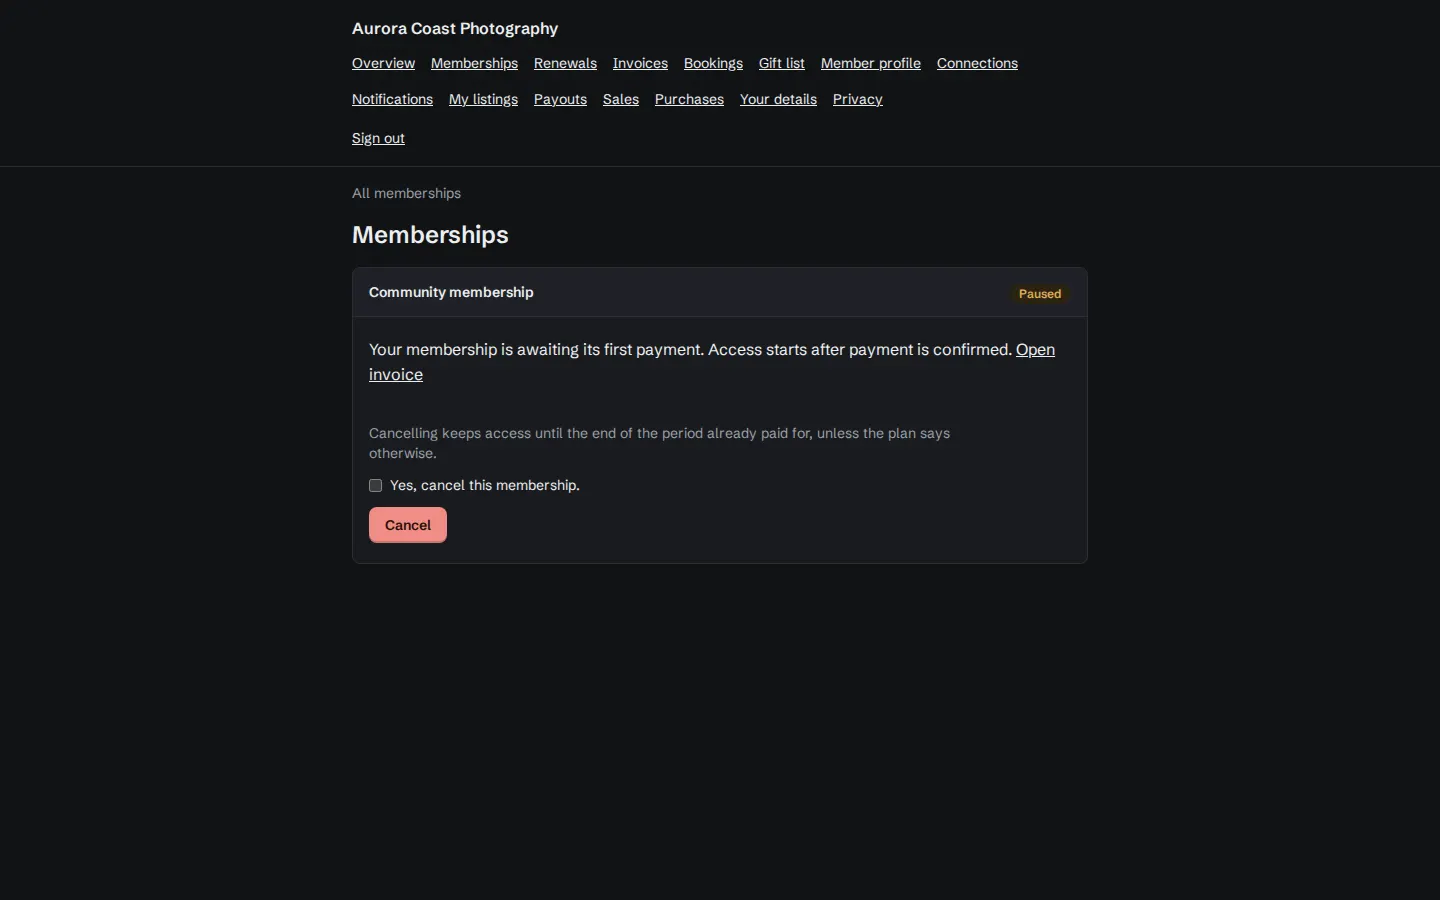 Aurora Coast Photography
Overview Memberships Renewals Invoices Bookings Gift list Member profile Connections
Notifications My listings Payouts Sales Purchases Your details Privacy
Sign out
All memberships
Memberships
Community membership Paused
Your membership is awaiting its first payment. Access starts after payment is confirmed. Open
invoice
Cancelling keeps access until the end of the period already paid for, unless the plan says
otherwise.
Yes, cancel this membership.
Cancel